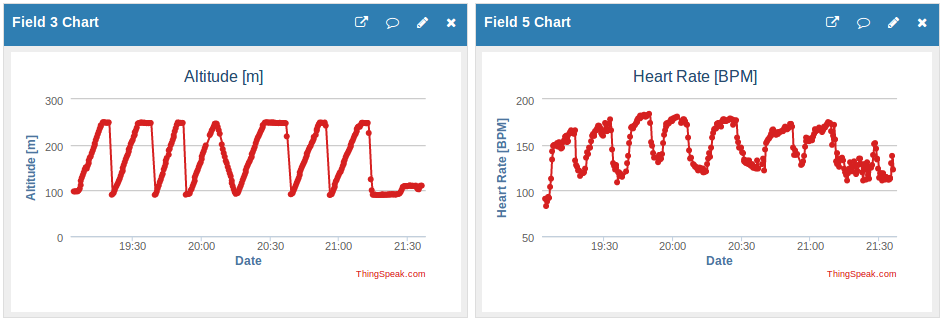 Field 3 Chart
Altitude [m]
300
200
100
0
Altitude [m]
19:30
20:00
20:30
21:00
21:30
Date
ThingSpeak.com
Field 5 Chart
Heart Rate [BPM]
200
150
100
50
Heart Rate [BPM]
19:30
20:00
20:30
21:00
21:30
Date
ThingSpeak.com